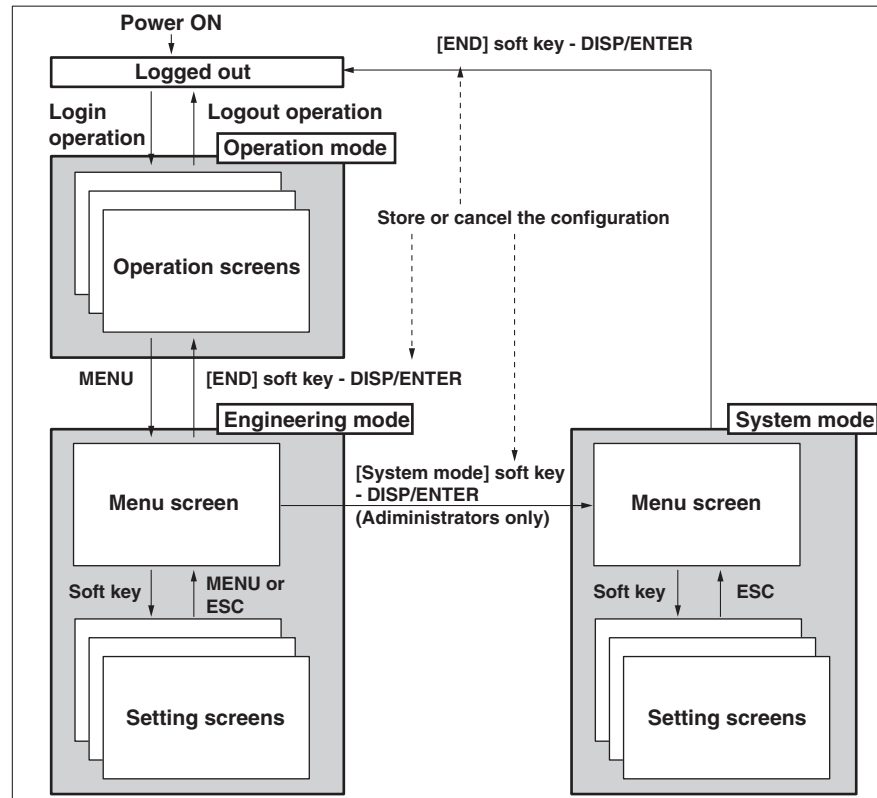 Power ON
[END] soft key - DISP/ENTER
Logged out
Login
operation
Logout operation
Operation mode
Store or cancel the configuration
Operation screens
MENU
[END] soft key - DISP/ENTER
Engineering mode
System mode
Menu screen
[System mode] soft key
- DISP/ENTER
(Adiministrators only)
Menu screen
Soft key
MENU or
ESC
Soft key
ESC
Setting screens
Setting screens